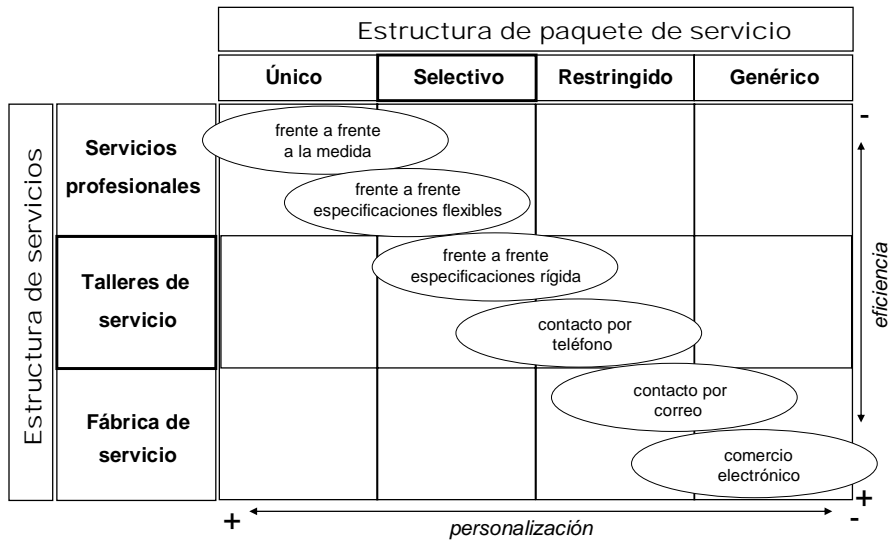 Estructura de paquete de servicio
Único
Selectivo
Restringido
Genérico
Estructura de servicios
Servicios
profesionales
Talleres de
servicio
Fábrica de
servicio
frente a frente
a la medida
frente a frente
especificaciones flexibles
frente a frente
especificaciones rígida
contacto por
teléfono
contacto por
correo
comercio
electrónico
-
eficiencia
+
+
personalización
-